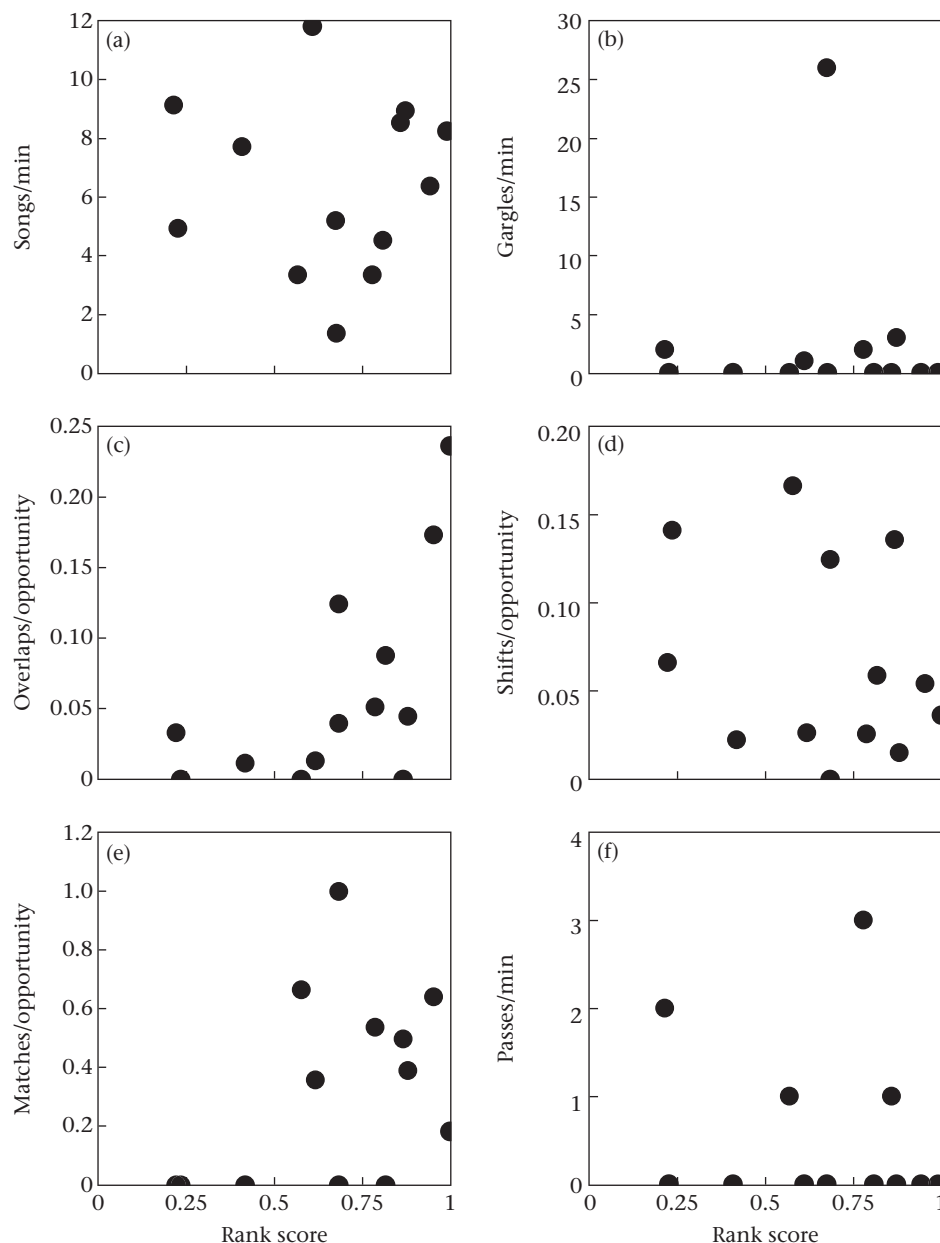 (a)
12
10
8
6
4
2
0
Songs/min
(b)
30
25
20
15
10
5
0
Gargles/min
(c)
0.25
0.20
0.15
0.10
0.05
0
Overlaps/opportunity
(d)
0.20
0.15
0.10
0.05
0
Shifts/opportunity
(e)
1.2
1.0
0.8
0.6
0.4
0.2
0
Matches/opportunity
0 0.25 0.5 0.75 1
Rank score
(f)
4
3
2
1
0
Passes/min
0 0.25 0.5 0.75 1
Rank score